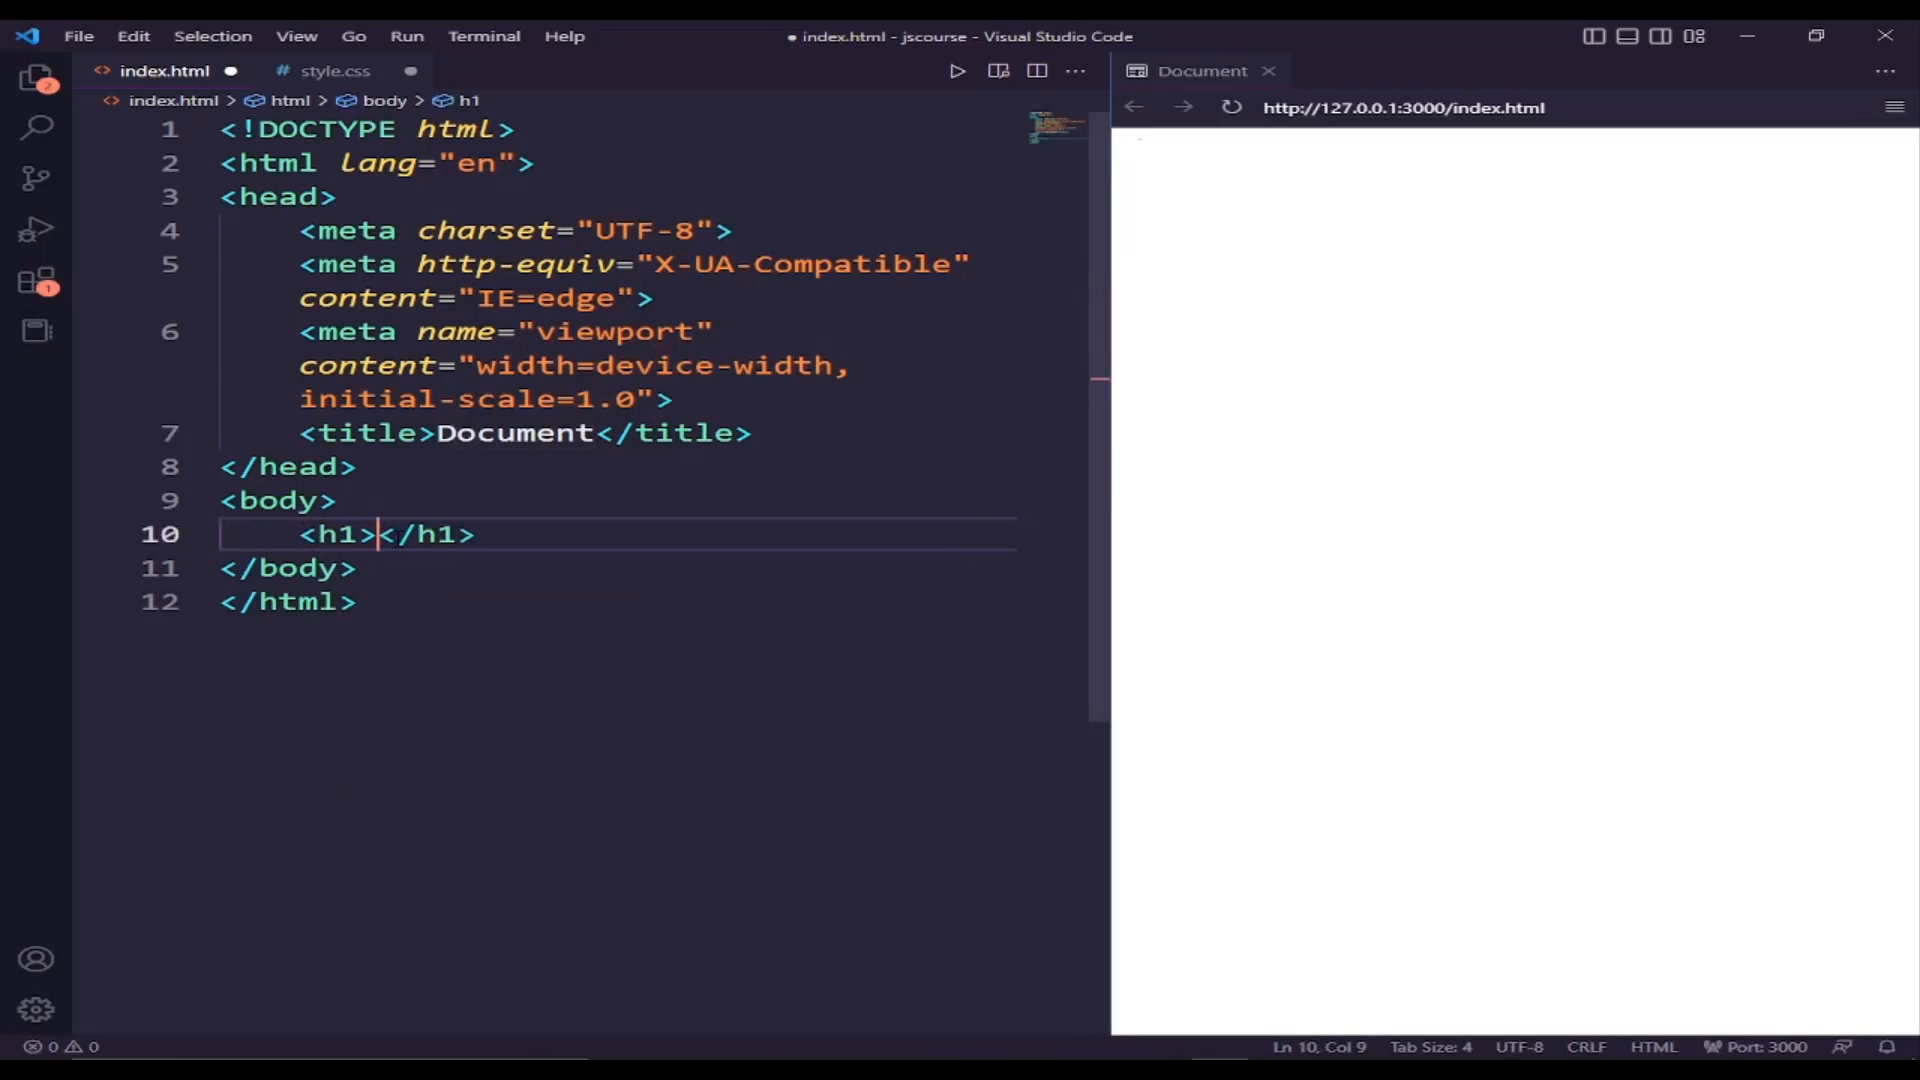 File Edit Selection View Go Run Terminal Help
● index.html - jscourse - Visual Studio Code
<> index.html ● # style.css ●
Document
<> index.html > html > body > h1
http://127.0.0.1:3000/index.html
1 <!DOCTYPE html>
2 <html lang="en">
3 <head>
4 <meta charset="UTF-8">
5 <meta http-equiv="X-UA-Compatible"
content="IE=edge">
6 <meta name="viewport"
content="width=device-width,
initial-scale=1.0">
7 <title>Document</title>
8 </head>
9 <body>
10 <h1></h1>
11 </body>
12 </html>
2
1
0 0
Ln 10, Col 9 Tab Size: 4 UTF-8 CRLF HTML Port: 3000